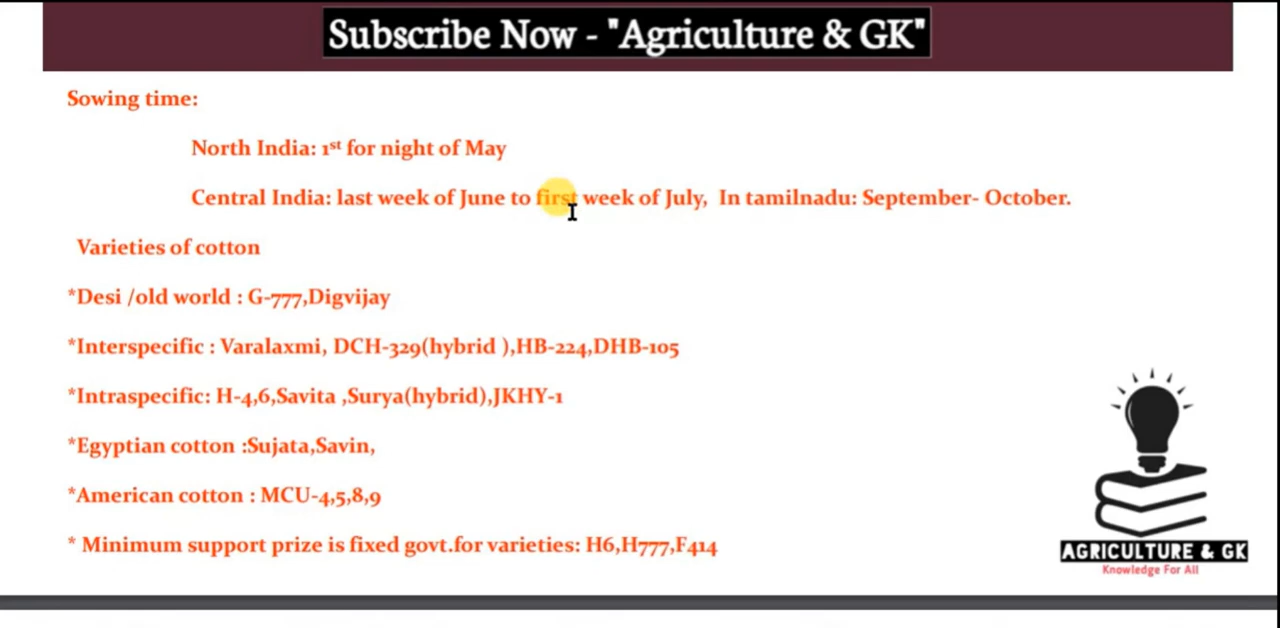 Subscribe Now - "Agriculture & GK"
Sowing time:
North India: 1st for night of May
Central India: last week of June to first week of July, In tamilnadu: September- October.
Varieties of cotton
*Desi /old world : G-777,Digvijay
*Interspecific : Varalaxmi, DCH-329(hybrid ),HB-224,DHB-105
*Intraspecific: H-4,6,Savita ,Surya(hybrid),JKHY-1
*Egyptian cotton :Sujata,Savin,
*American cotton : MCU-4,5,8,9
* Minimum support prize is fixed govt.for varieties: H6,H777,F414
AGRICULTURE & GK
Knowledge For All